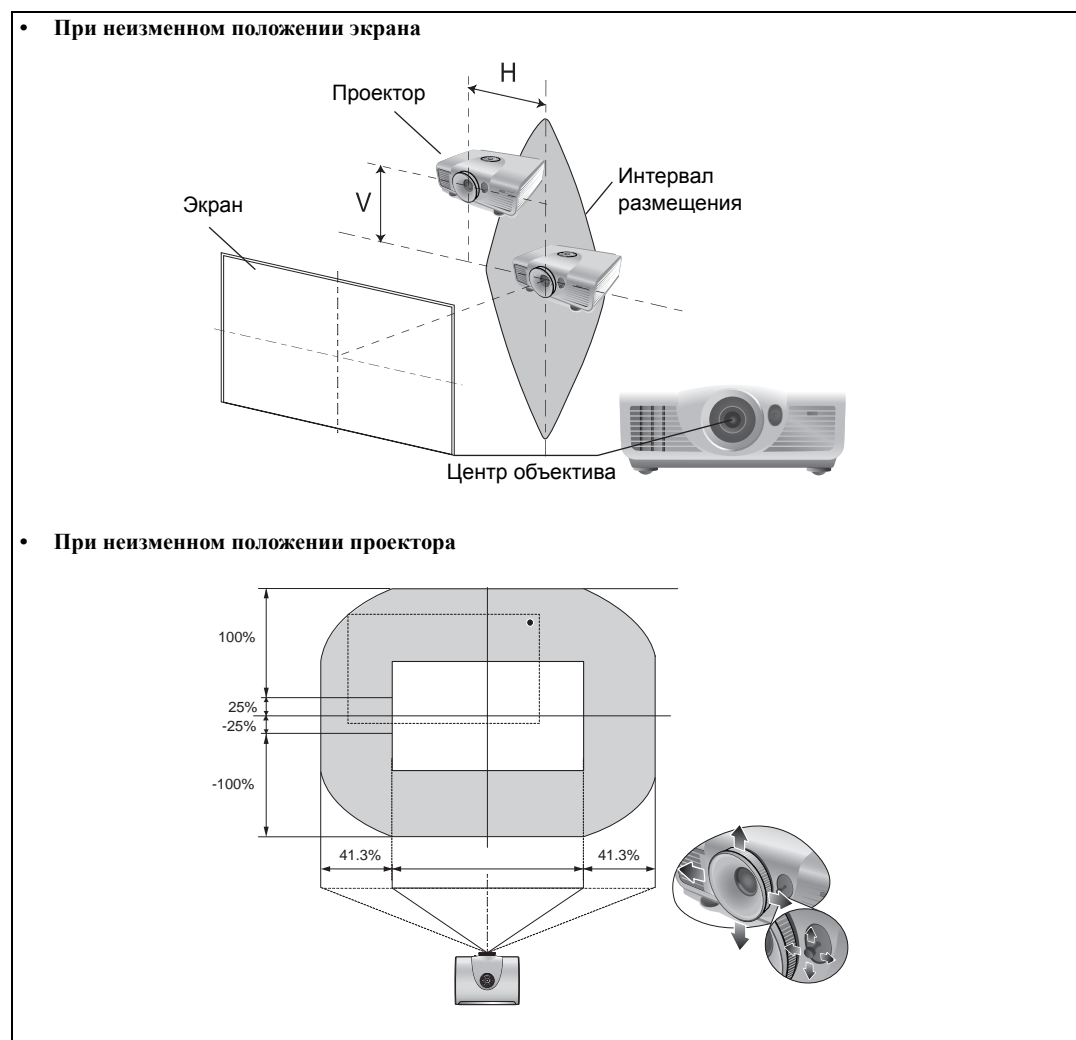 • При неизменном положении экрана
H
Проектор
Интервал
размещения
V
Экран
Центр объектива
• При неизменном положении проектора
100%
25%
-25%
-100%
41.3%
41.3%